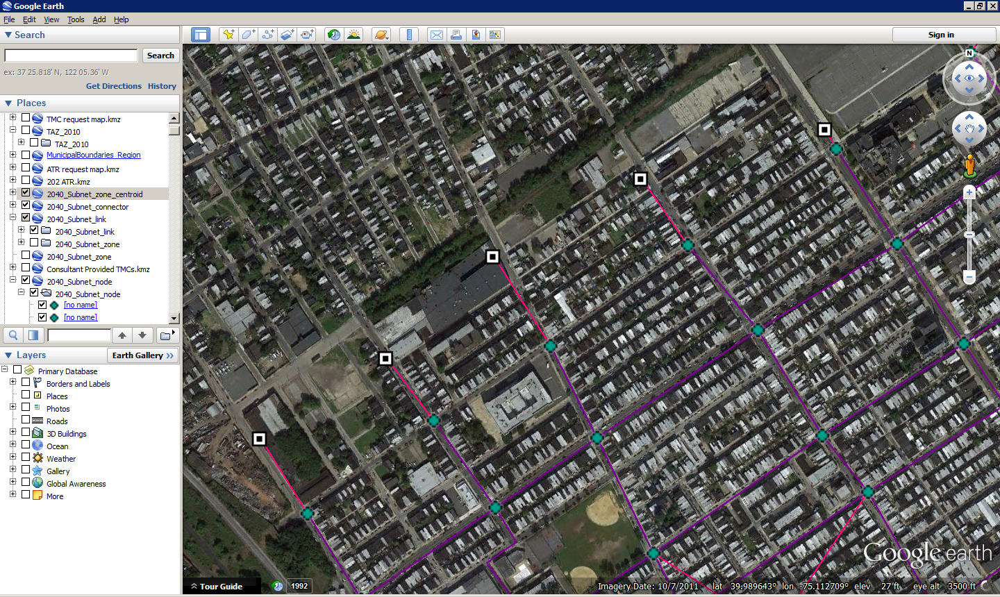 Google Earth
File Edit View Tools Add Help
Search
Sign in
Search
ex: 37 25.818' N, 122 05.36' W
Get Directions History
Places
TMC request map.kmz
TAZ_2010
TAZ_2010
MunicipalBoundaries_Region
ATR request map.kmz
202 ATR.kmz
2040_Subnet_zone_centroid
2040_Subnet_connector
2040_Subnet_link
2040_Subnet_link
2040_Subnet_zone
2040_Subnet_zone
Consultant Provided TMCs.kmz
2040_Subnet_node
2040_Subnet_node
[no name]
[no name]
Layers
Earth Gallery »
Primary Database
Borders and Labels
Places
Photos
Roads
3D Buildings
Ocean
Weather
Gallery
Global Awareness
More
N
Google earth
Tour Guide
1992
Imagery Date: 10/7/2011 lat 39.989643° lon -75.112709° elev 27 ft eye alt 3500 ft